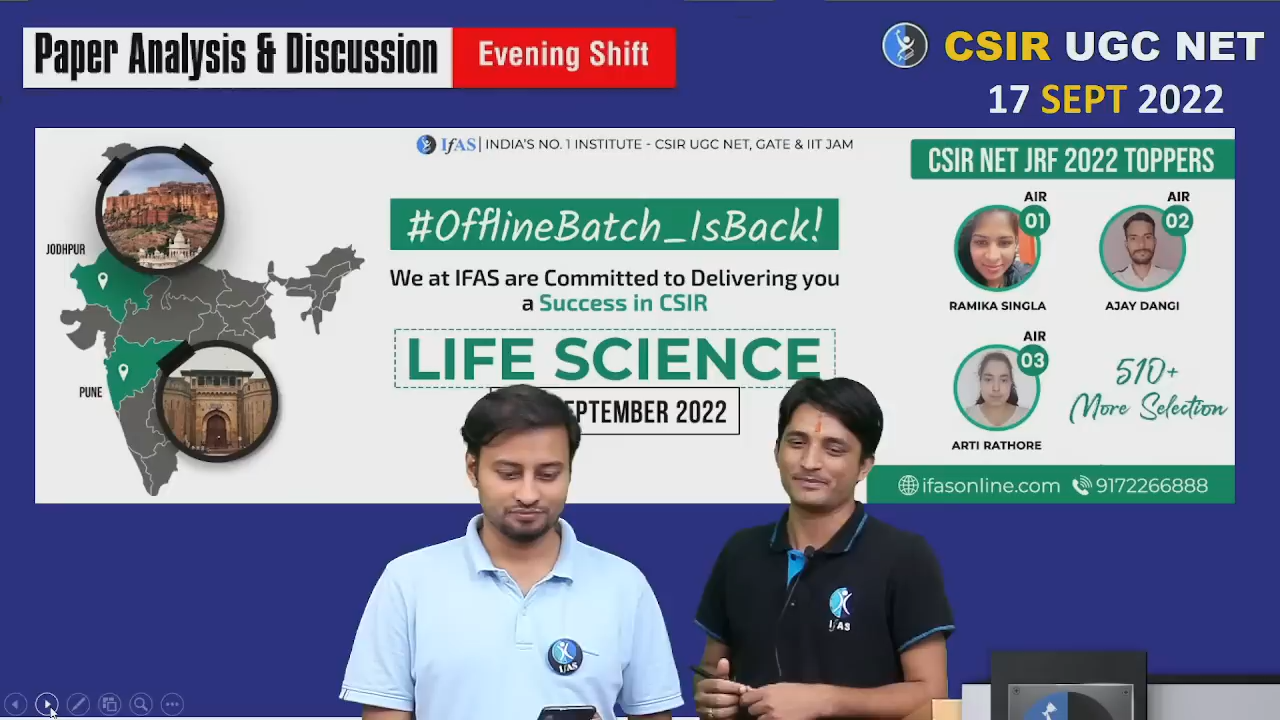 Paper Analysis & Discussion
Evening Shift
CSIR UGC NET
17 SEPT 2022
IfAS INDIA'S NO. 1 INSTITUTE - CSIR UGC NET, GATE & IIT JAM
#OfflineBatch_IsBack!
We at IFAS are Committed to Delivering you
a Success in CSIR
LIFE SCIENCE
SEPTEMBER 2022
JODHPUR
PUNE
CSIR NET JRF 2022 TOPPERS
AIR
01
RAMIKA SINGLA
AIR
02
AJAY DANGI
AIR
03
ARTI RATHORE
510+
More Selection
ifasonline.com 9172266888
IfAS
IfAS